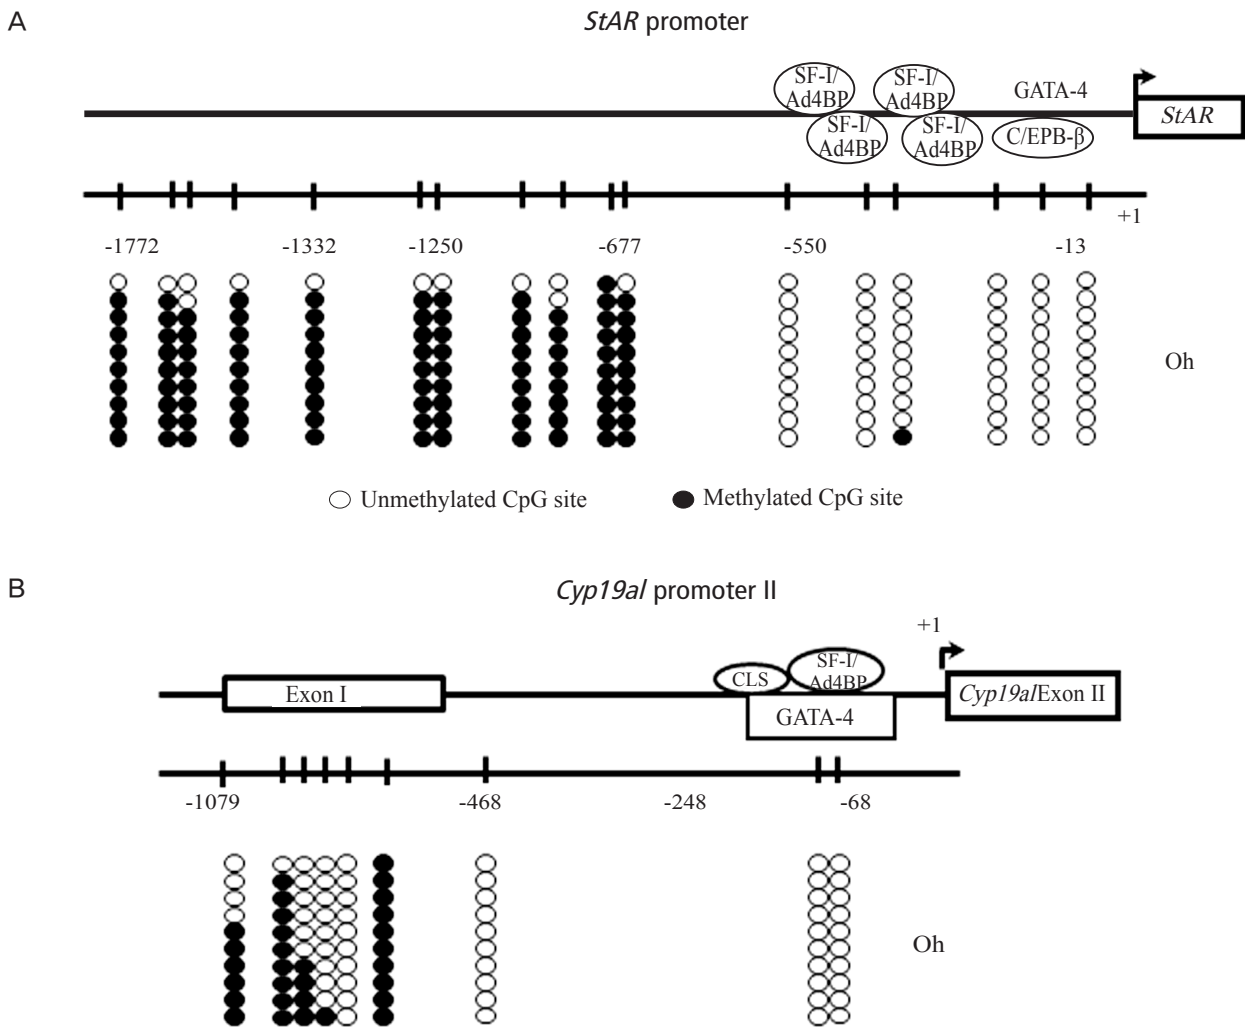 A
StAR promoter
SF-I/
Ad4BP
SF-I/
Ad4BP
SF-I/
Ad4BP
SF-I/
Ad4BP
GATA-4
C/EPB-β
StAR
+1
-1772
-1332
-1250
-677
-550
-13
Oh
Unmethylated CpG site
Methylated CpG site
B
Cyp19al promoter II
+1
Exon I
CLS
SF-I/
Ad4BP
GATA-4
Cyp19al Exon II
-1079
-468
-248
-68
Oh